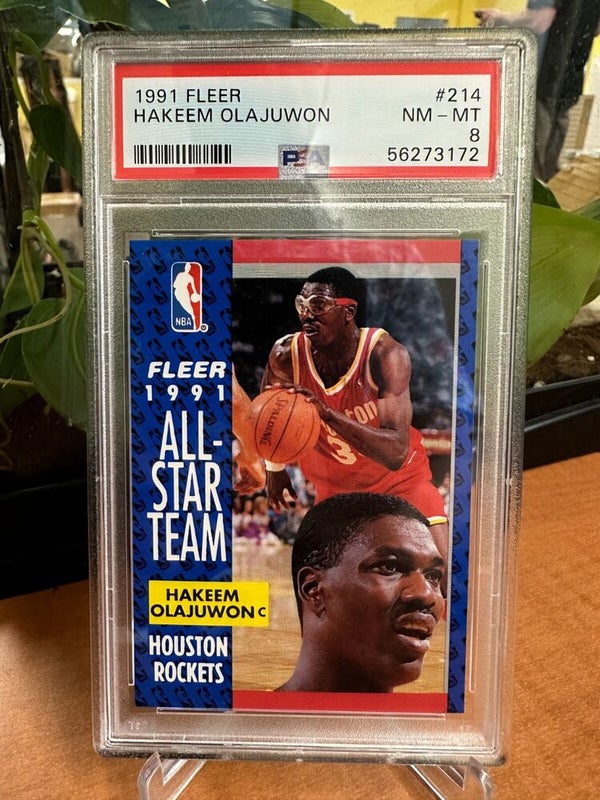 1991 FLEER #214
HAKEEM OLAJUWON NM-MT
8
PSA 56273172
NBA
FLEER
1991
ALL-
STAR
TEAM
HAKEEM
OLAJUWON C
HOUSTON
ROCKETS
SPALDING
3